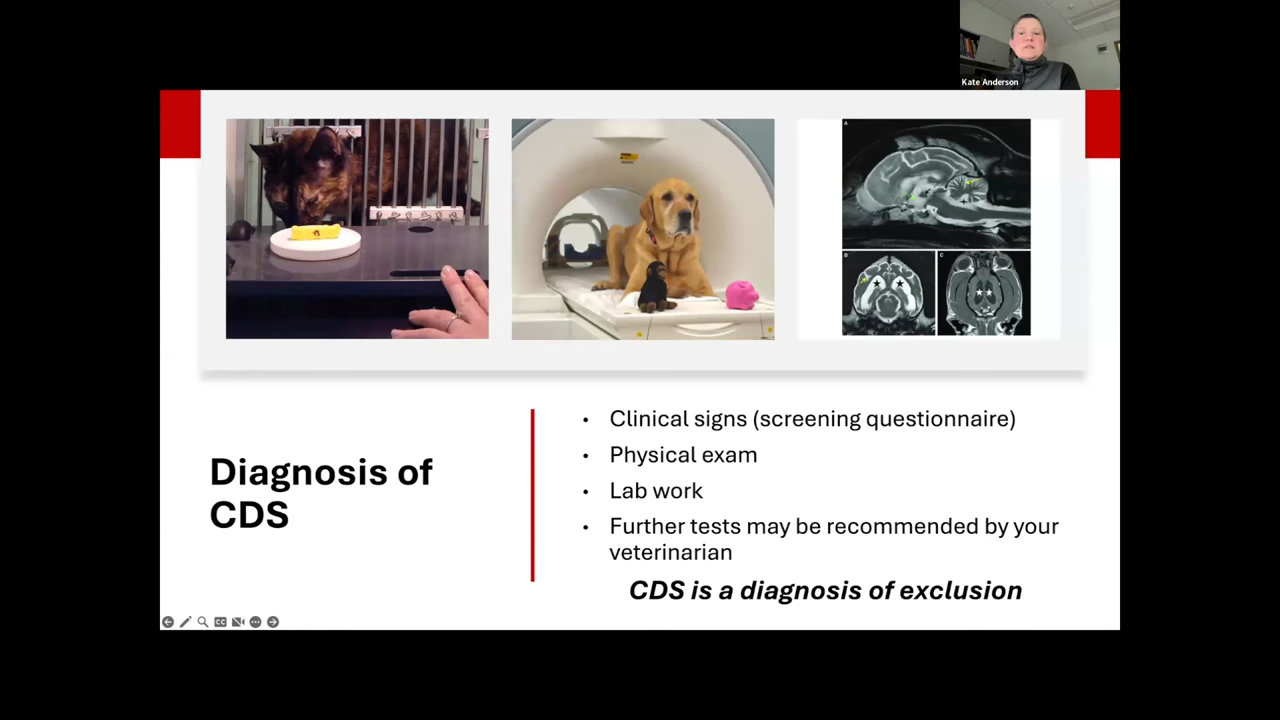 Kate Anderson
A
B
C
Diagnosis of
CDS
• Clinical signs (screening questionnaire)
• Physical exam
• Lab work
• Further tests may be recommended by your
veterinarian
CDS is a diagnosis of exclusion
CC